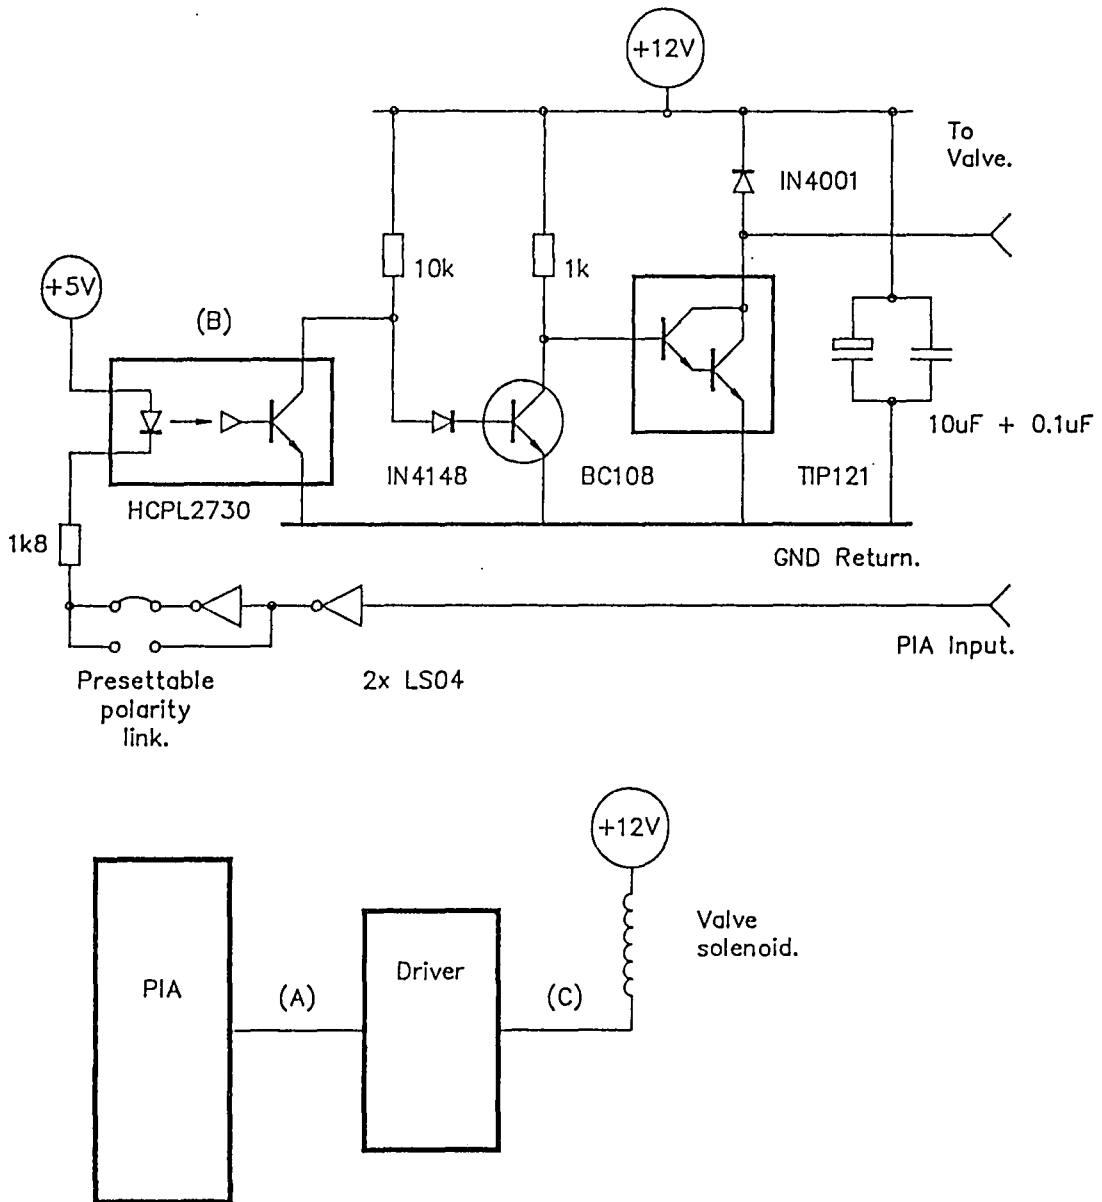 +12V
To
Valve.
IN4001
10k
1k
+5V
(B)
10uF + 0.1uF
IN4148
BC108
TIP121
HCPL2730
1k8
GND Return.
PIA Input.
Presettable
polarity
link.
2x LS04
+12V
Valve
solenoid.
PIA
(A)
Driver
(C)